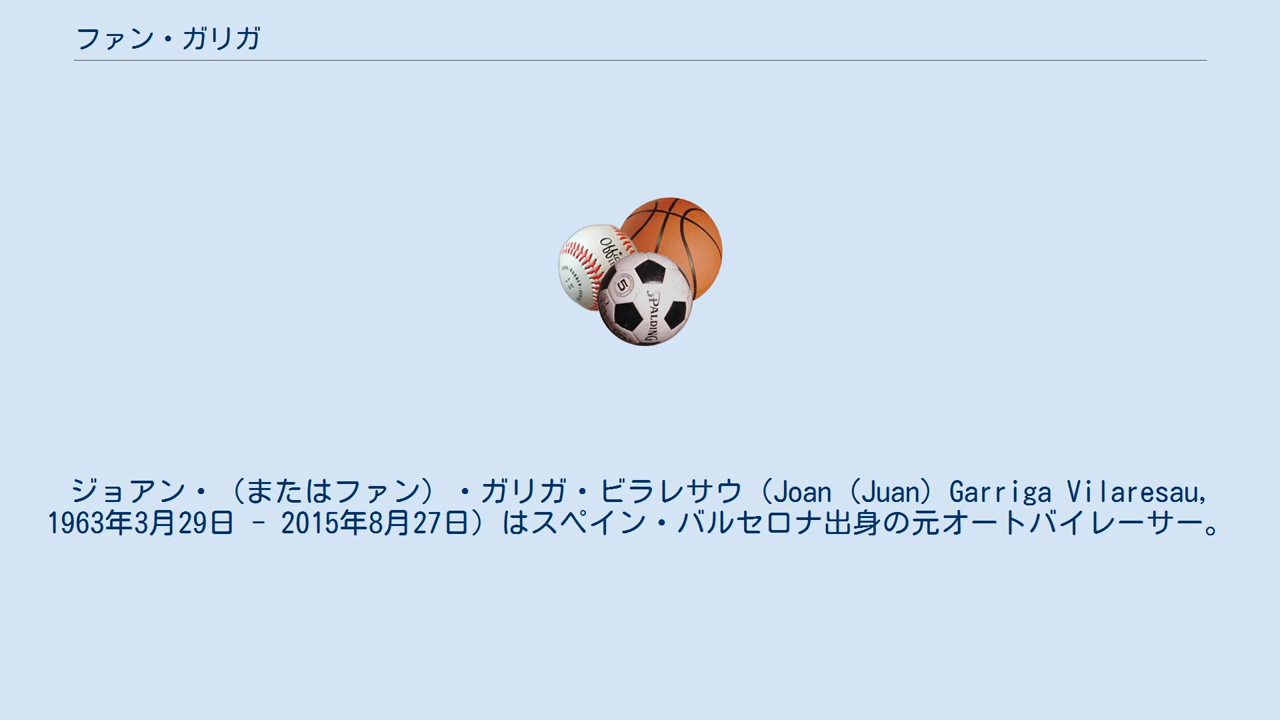 ファン・ガリガ
Offic
5
SPALDING
ジョアン・（またはファン）・ガリガ・ビラレサウ（Joan（Juan）Garriga Vilaresau,
1963年3月29日 - 2015年8月27日）はスペイン・バルセロナ出身の元オートバイレーサー。